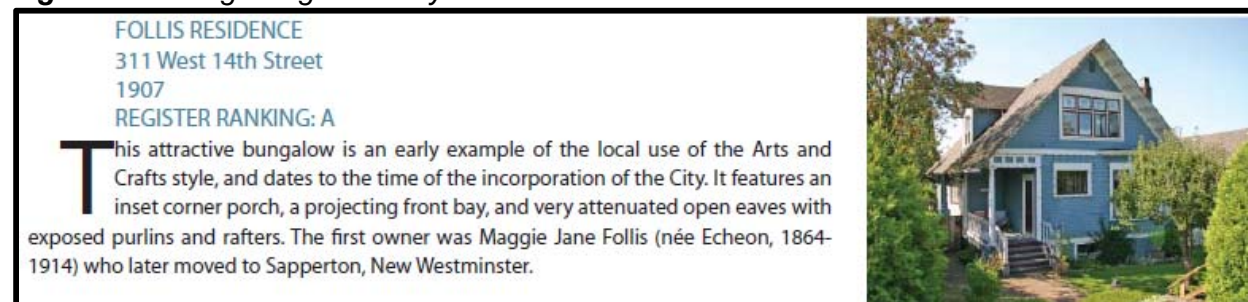 FOLLIS RESIDENCE
311 West 14th Street
1907
REGISTER RANKING: A
This attractive bungalow is an early example of the local use of the Arts and
Crafts style, and dates to the time of the incorporation of the City. It features an
inset corner porch, a projecting front bay, and very attenuated open eaves with
exposed purlins and rafters. The first owner was Maggie Jane Follis (née Echeon, 1864-
1914) who later moved to Sapperton, New Westminster.